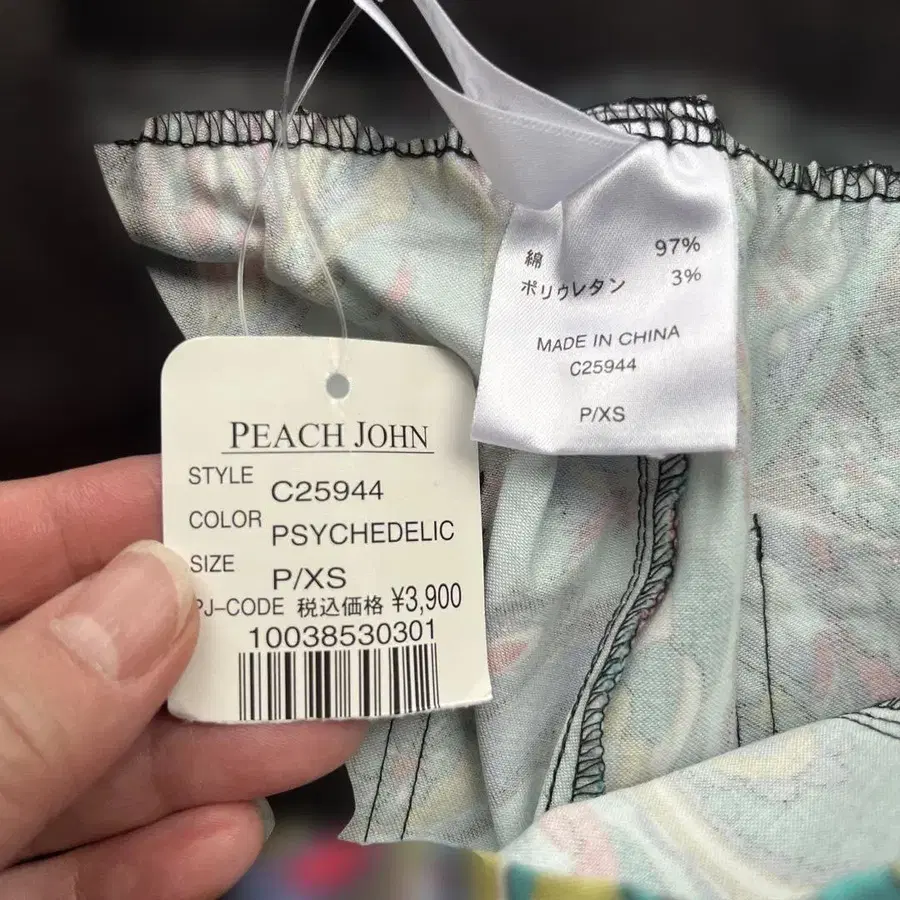 PEACH JOHN
STYLE C25944
COLOR PSYCHEDELIC
SIZE P/XS
PJ-CODE 税込価格 ¥3,900
10038530301
綿 97%
ポリウレタン 3%
MADE IN CHINA
C25944
P/XS